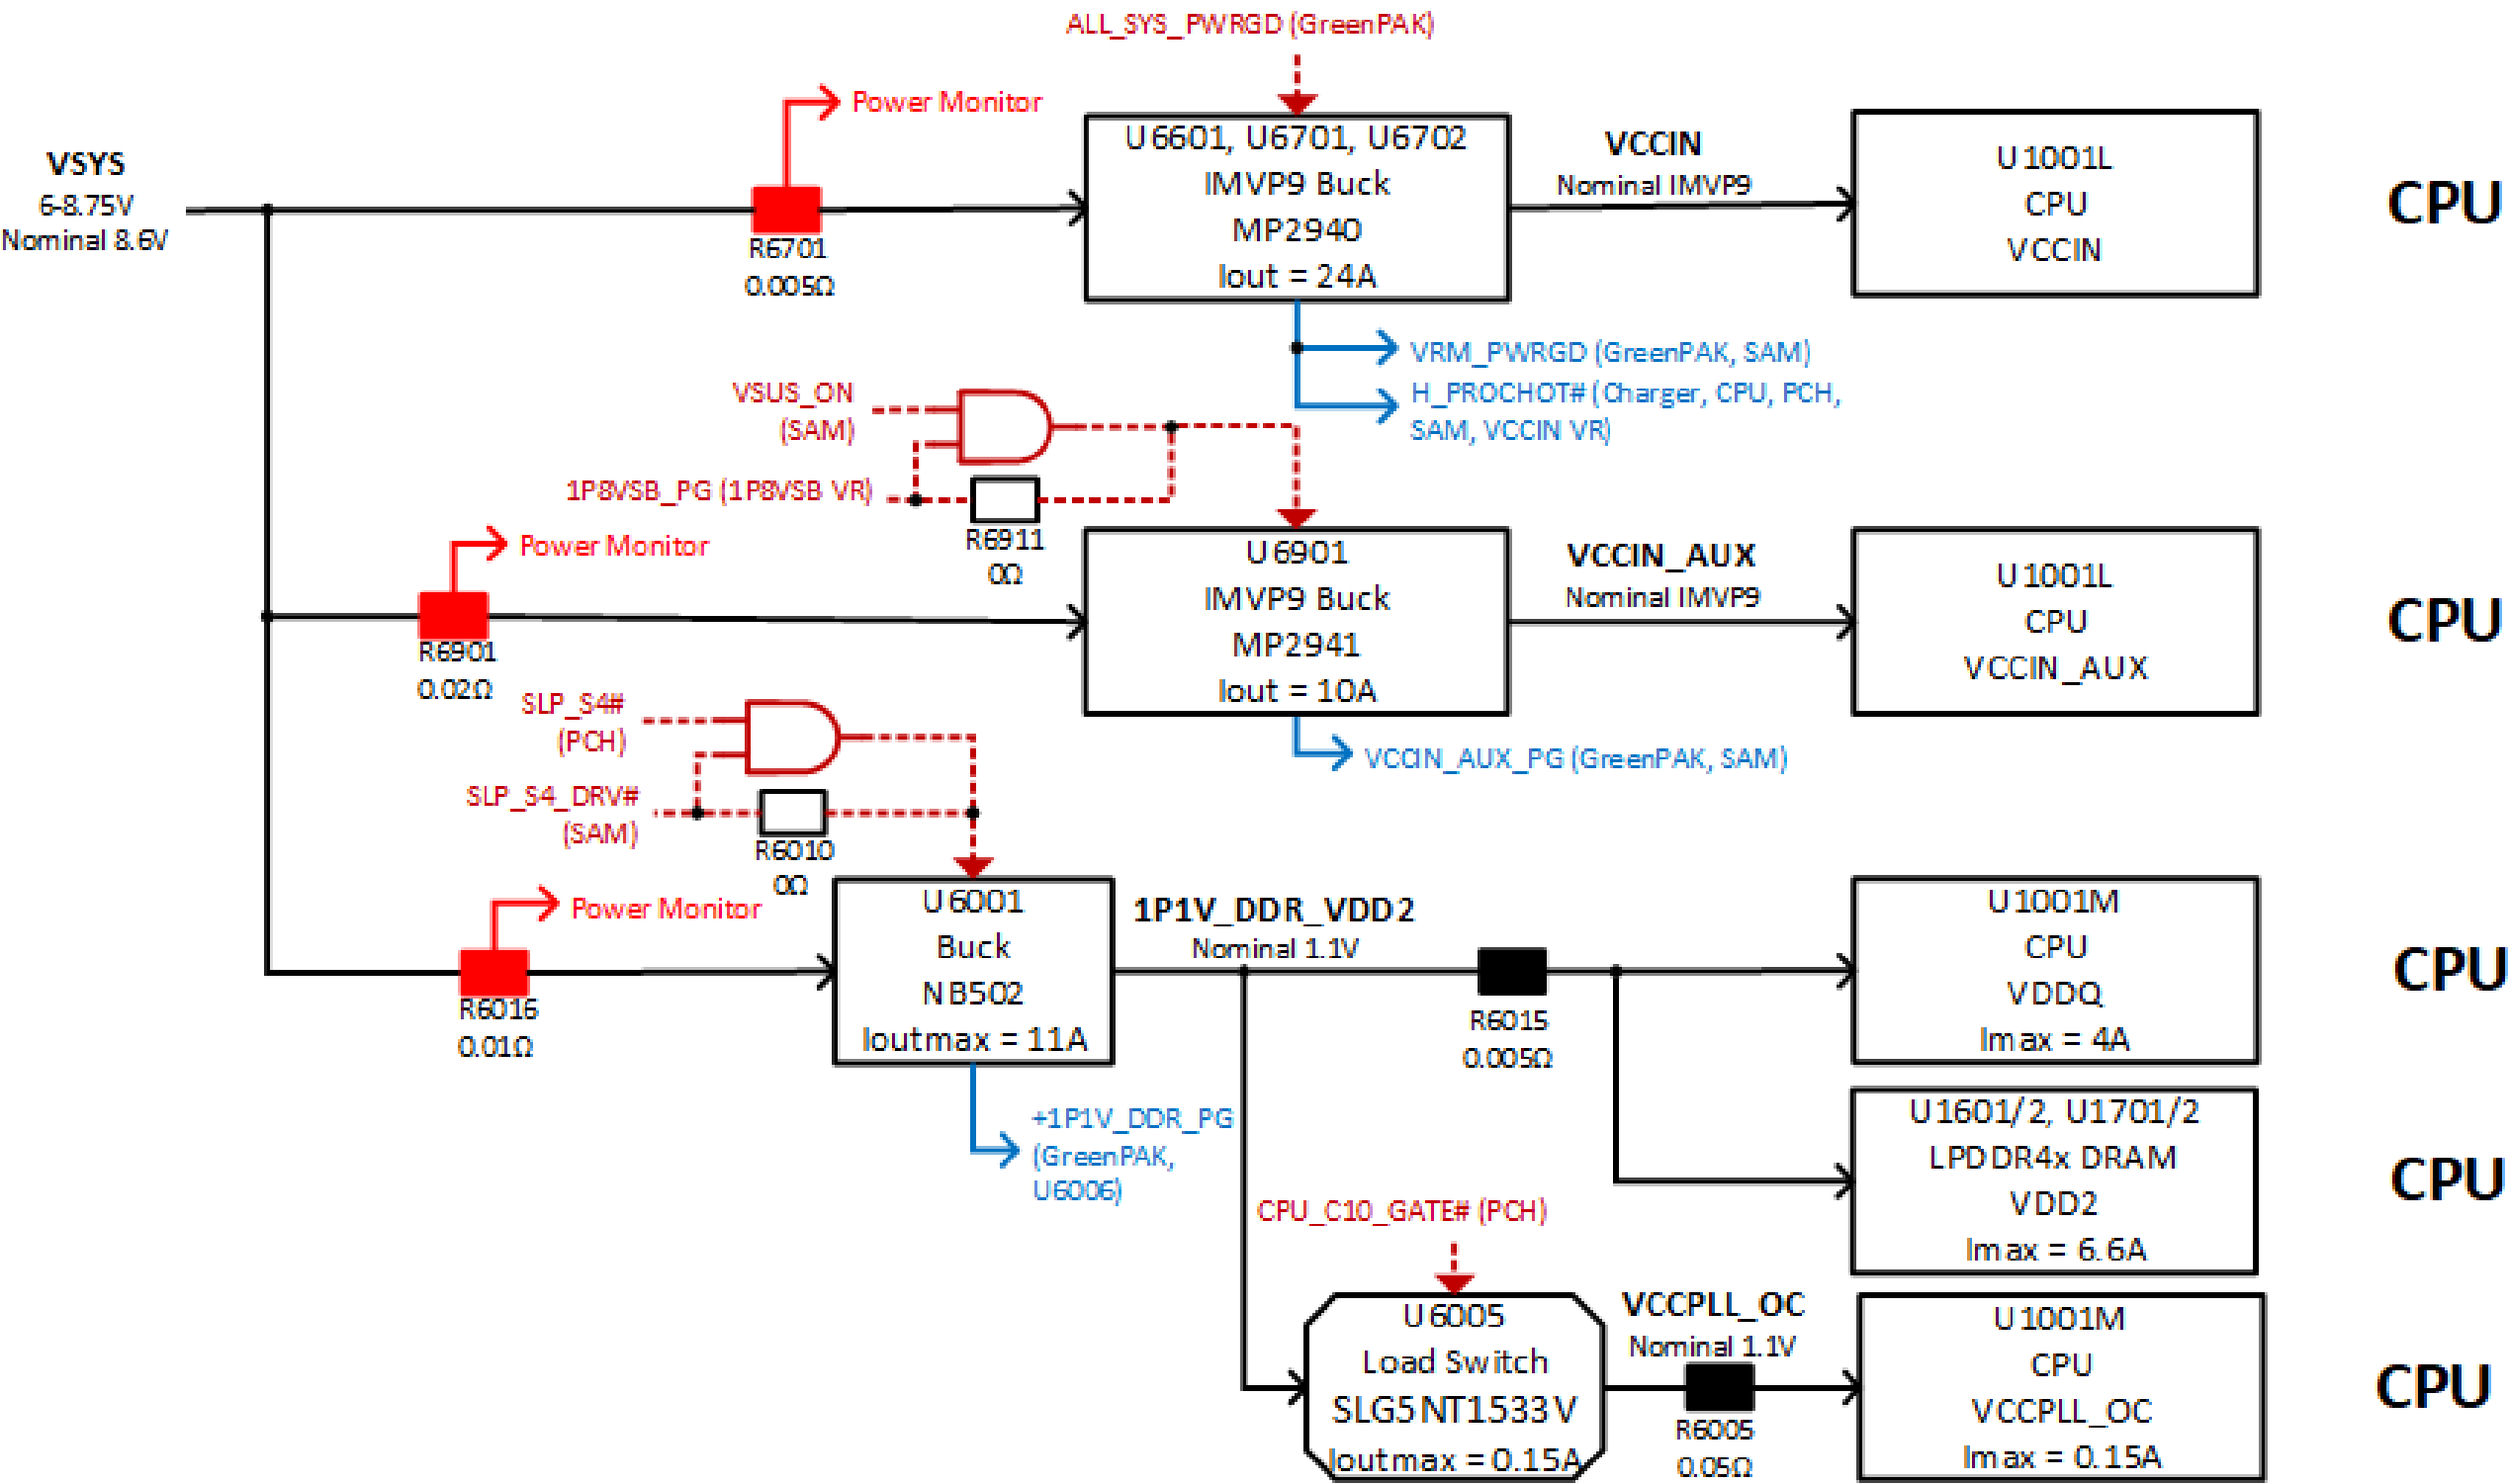 ALL_SYS_PWRGD (GreenPAK)
Power Monitor
VSYS
6-8.75V
Nominal 8.6V
R6701
0.005Ω
U6601, U6701, U6702
IMVP9 Buck
MP2940
Iout = 24A
VCCIN
Nominal IMVP9
U1001L
CPU
VCCIN
CPU
VRM_PWRGD (GreenPAK, SAM)
H_PROCHOT# (Charger, CPU, PCH,
SAM, VCCIN VR)
VSUS_ON
(SAM)
1P8VSB_PG (1P8VSB VR)
R6911
0Ω
Power Monitor
R6901
0.02Ω
U6901
IMVP9 Buck
MP2941
Iout = 10A
VCCIN_AUX
Nominal IMVP9
U1001L
CPU
VCCIN_AUX
CPU
VCCIN_AUX_PG (GreenPAK, SAM)
SLP_S4#
(PCH)
SLP_S4_DRV#
(SAM)
R6010
0Ω
Power Monitor
R6016
0.01Ω
U6001
Buck
NB502
Ioutmax = 11A
1P1V_DDR_VDD2
Nominal 1.1V
R6015
0.005Ω
U1001M
CPU
VDDQ
Imax = 4A
CPU
+1P1V_DDR_PG
(GreenPAK,
U6006)
U1601/2, U1701/2
LPDDR4x DRAM
VDD2
Imax = 6.6A
CPU
CPU_C10_GATE# (PCH)
U6005
Load Switch
SLG5NT1533V
Ioutmax = 0.15A
VCCPLL_OC
Nominal 1.1V
R6005
0.05Ω
U1001M
CPU
VCCPLL_OC
Imax = 0.15A
CPU